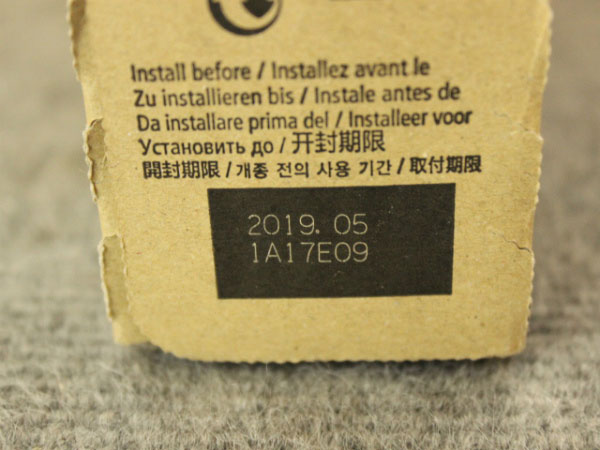 Install before / Installez avant le
Zu installieren bis / Instale antes de
Da installare prima del / Installeer voor
Установить до / 开封期限
開封期限 / 개종 전의 사용 기간 / 取付期限
2019. 05
1A17E09